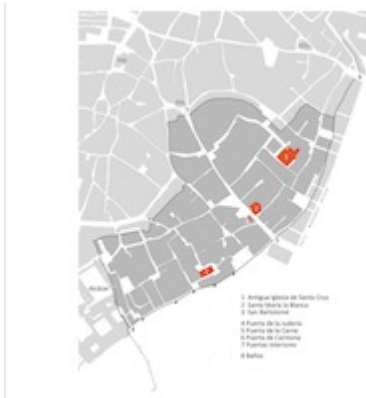 Alcázar
1 Antigua Iglesia de Santa Cruz
2 Santa María la Blanca
3 San Bartolomé
4 Puerta de la Judería
5 Puerta de la Carne
6 Puerta de Carmona
7 Puertas interiores
8 Baños